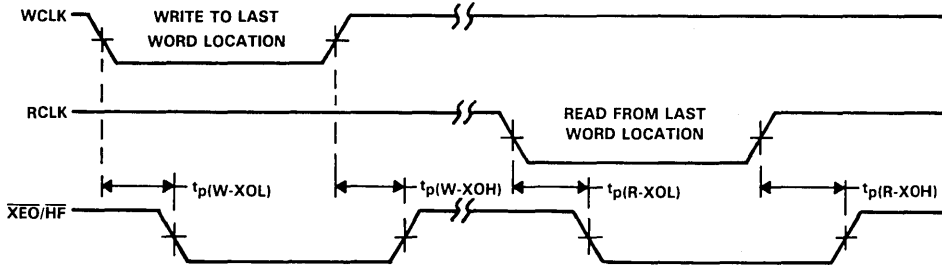 WCLK
WRITE TO LAST
WORD LOCATION
RCLK
READ FROM LAST
WORD LOCATION
tp(W-XOL)
tp(W-XOH)
tp(R-XOL)
tp(R-XOH)
XEO/HF